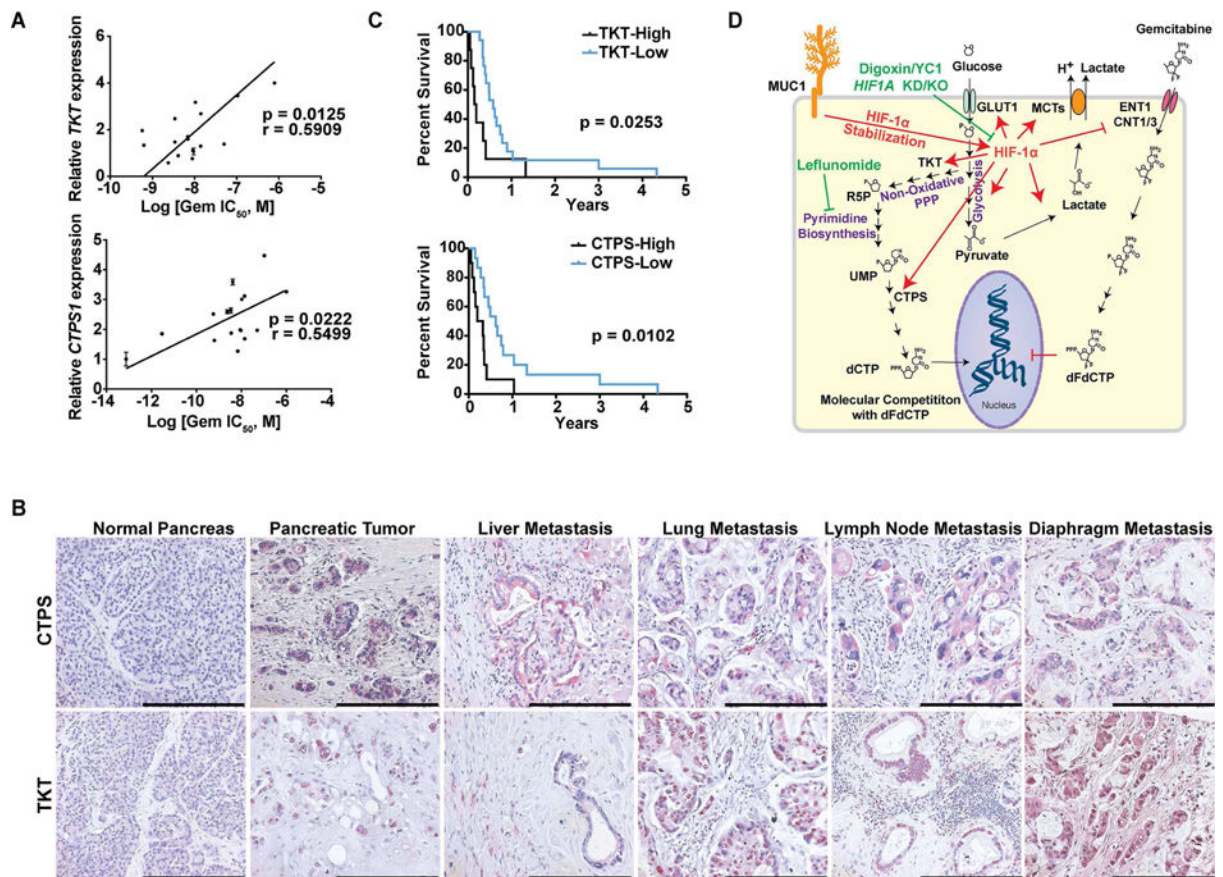 A
Relative TKT expression
6
4
2
0
p = 0.0125
r = 0.5909
-10
-9
-8
-7
-6
-5
Log [Gem IC50, M]
Relative CTPS1 expression
5
4
3
2
1
0
p = 0.0222
r = 0.5499
-14
-12
-10
-8
-6
-4
Log [Gem IC50, M]
C
Percent Survival
100
80
60
40
20
0
TKT-High
TKT-Low
p = 0.0253
0
1
2
3
4
5
Years
Percent Survival
100
80
60
40
20
0
CTPS-High
CTPS-Low
p = 0.0102
0
1
2
3
4
5
Years
D
Gemcitabine
MUC1
Digoxin/YC1
HIF1A KD/KO
Glucose
H+
Lactate
GLUT1
MCTs
ENT1
CNT1/3
HIF-1α
Stabilization
HIF-1α
TKT
Leflunomide
R5P
Non-Oxidative
PPP
Glycolysis
Lactate
Pyrimidine
Biosynthesis
Pyruvate
UMP
CTPS
dCTP
dFdCTP
Nucleus
Molecular Competititon
with dFdCTP
B
Normal Pancreas
Pancreatic Tumor
Liver Metastasis
Lung Metastasis
Lymph Node Metastasis
Diaphragm Metastasis
CTPS
TKT